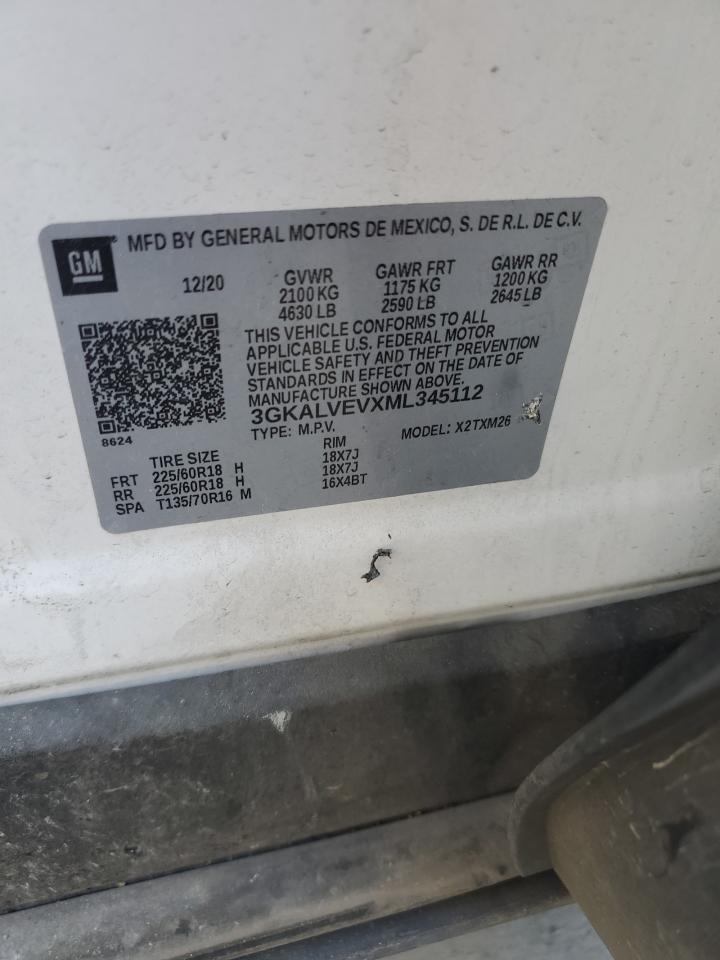 GM
MFD BY GENERAL MOTORS DE MEXICO, S. DE R.L. DE C.V.
12/20 GVWR GAWR FRT GAWR RR
2100 KG 1175 KG 1200 KG
4630 LB 2590 LB 2645 LB
THIS VEHICLE CONFORMS TO ALL
APPLICABLE U.S. FEDERAL MOTOR
VEHICLE SAFETY AND THEFT PREVENTION
STANDARDS IN EFFECT ON THE DATE OF
MANUFACTURE SHOWN ABOVE.
3GKALVEVXML345112
8624
TYPE: M.P.V. MODEL: X2TXM26
TIRE SIZE RIM
FRT 225/60R18 H 18X7J
RR 225/60R18 H 18X7J
SPA T135/70R16 M 16X4BT